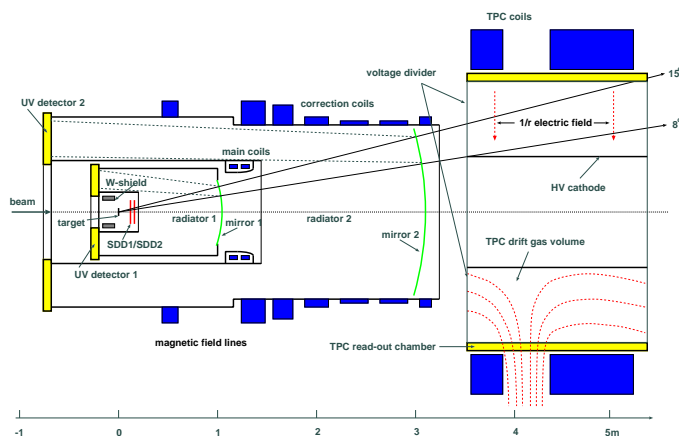 TPC coils
UV detector 2
voltage divider
15°
correction coils
1/r electric field
8°
main coils
W-shield
HV cathode
beam
target
radiator 1
mirror 1
radiator 2
mirror 2
SDD1/SDD2
TPC drift gas volume
UV detector 1
magnetic field lines
TPC read-out chamber
-1
0
1
2
3
4
5m